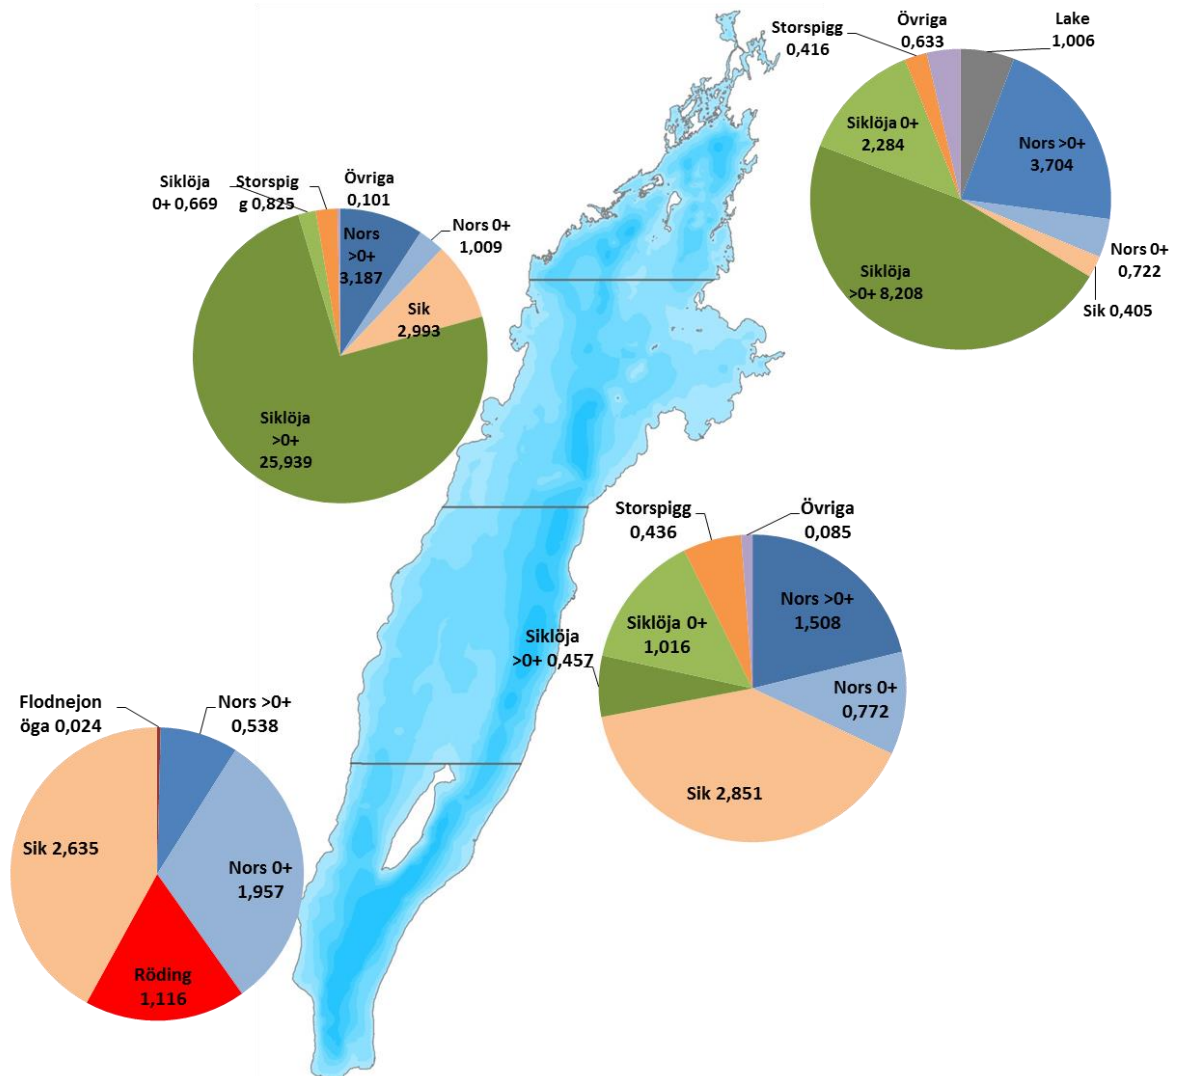 Storspigg
0,416
Övriga
0,633
Lake
1,006
Siklöja 0+
2,284
Nors >0+
3,704
Siklöja
>0+ 8,208
Nors 0+
0,722
Sik 0,405
Siklöja
0+ 0,669
Storspig
g 0,825
Övriga
0,101
Nors
>0+
3,187
Nors 0+
1,009
Sik
2,993
Siklöja
>0+
25,939
Storspigg
0,436
Övriga
0,085
Nors >0+
1,508
Siklöja 0+
1,016
Siklöja
>0+ 0,457
Nors 0+
0,772
Sik 2,851
Flodnejon
öga 0,024
Nors >0+
0,538
Sik 2,635
Nors 0+
1,957
Röding
1,116